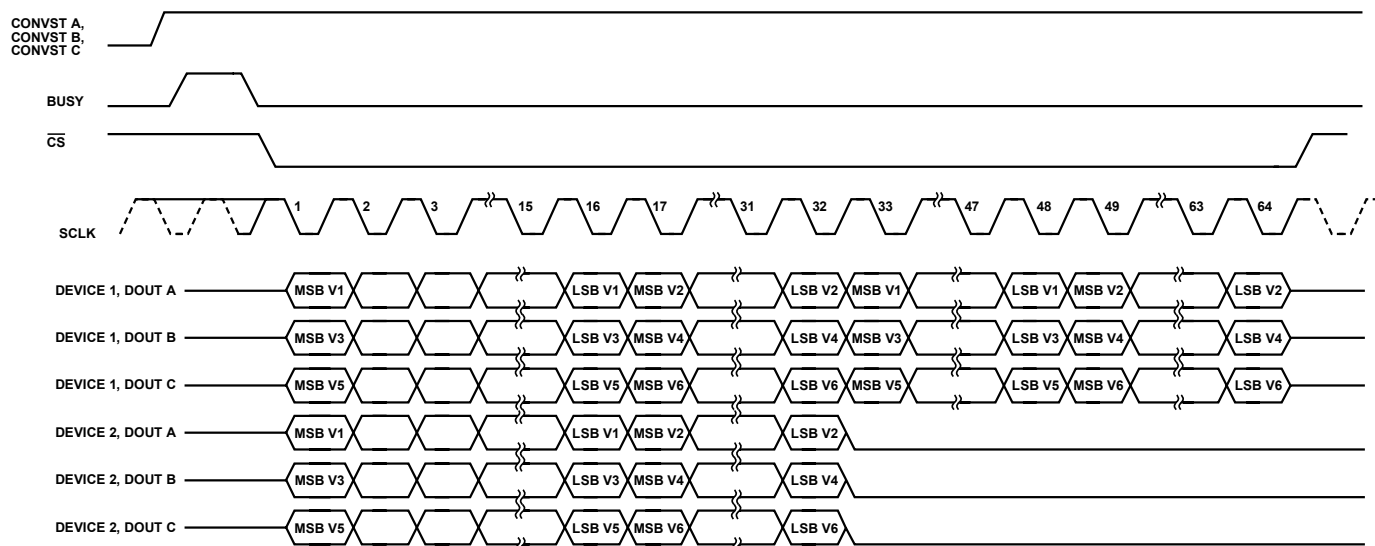 CONVST A,
CONVST B,
CONVST C
BUSY
CS
SCLK
1 2 3 15 16 17 31 32 33 47 48 49 63 64
DEVICE 1, DOUT A MSB V1 LSB V1 MSB V2 LSB V2 MSB V1 LSB V1 MSB V2 LSB V2
DEVICE 1, DOUT B MSB V3 LSB V3 MSB V4 LSB V4 MSB V3 LSB V3 MSB V4 LSB V4
DEVICE 1, DOUT C MSB V5 LSB V5 MSB V6 LSB V6 MSB V5 LSB V5 MSB V6 LSB V6
DEVICE 2, DOUT A MSB V1 LSB V1 MSB V2 LSB V2
DEVICE 2, DOUT B MSB V3 LSB V3 MSB V4 LSB V4
DEVICE 2, DOUT C MSB V5 LSB V5 MSB V6 LSB V6